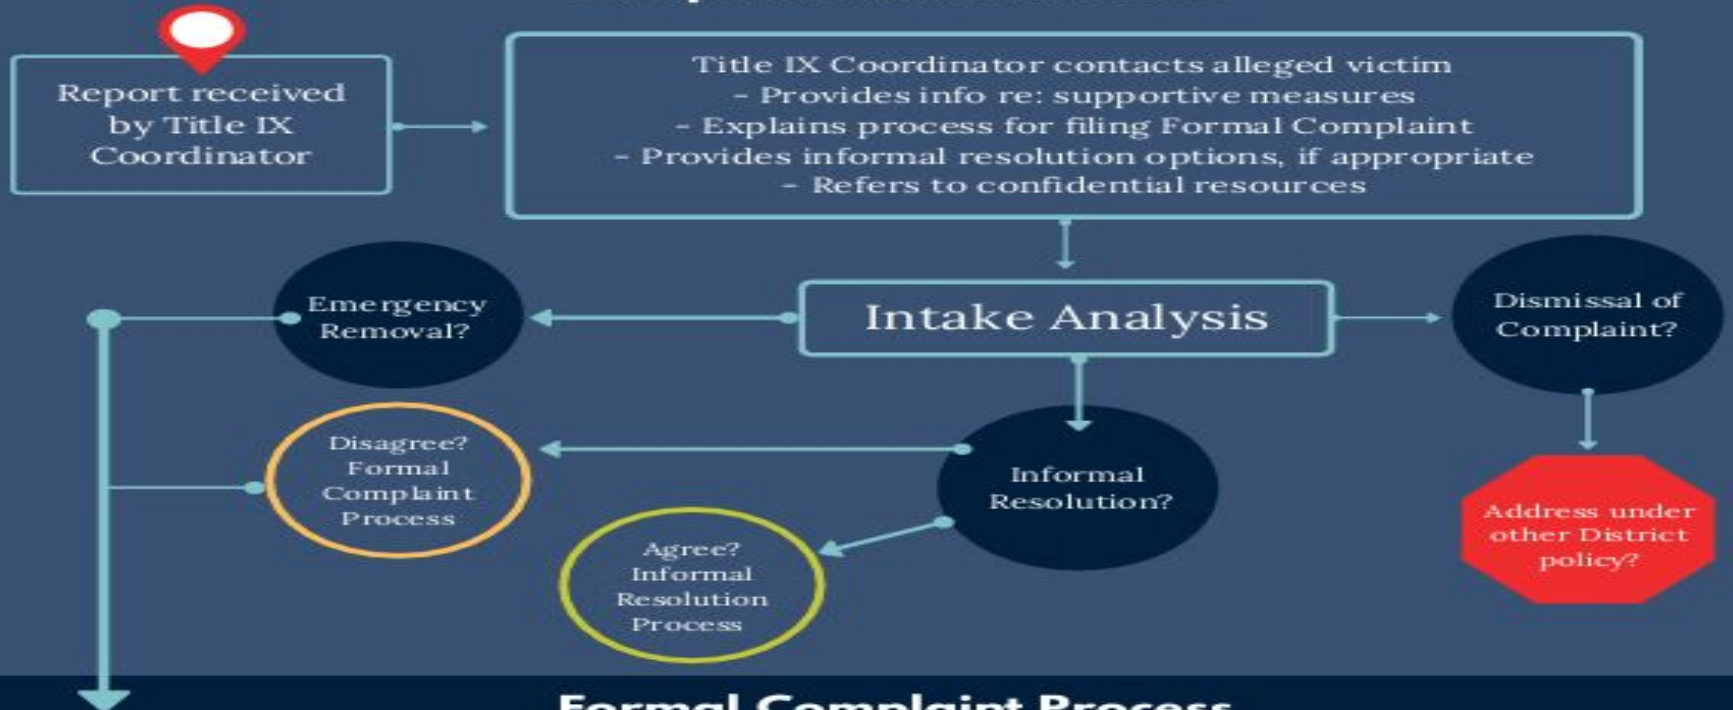 Report received
by Title IX
Coordinator
Title IX Coordinator contacts alleged victim
- Provides info re: supportive measures
- Explains process for filing Formal Complaint
- Provides informal resolution options, if appropriate
- Refers to confidential resources
Emergency
Removal?
Intake Analysis
Dismissal of
Complaint?
Disagree?
Formal
Complaint
Process
Informal
Resolution?
Agree?
Informal
Resolution
Process
Address under
other District
policy?
Formal Complaint Process